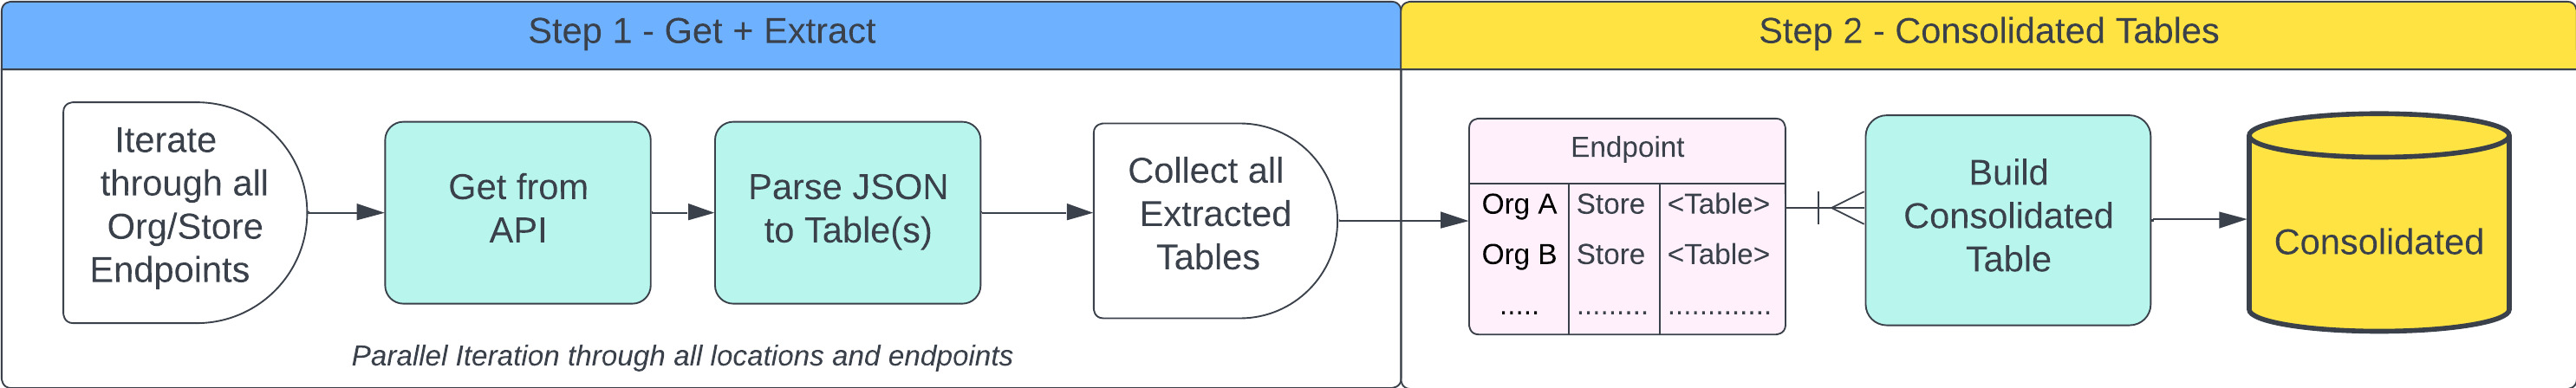 Step 1 - Get + Extract
Step 2 - Consolidated Tables
Iterate
through all
Org/Store
Endpoints
Get from
API
Parse JSON
to Table(s)
Collect all
Extracted
Tables
Endpoint
Org A Store <Table>
Org B Store <Table>
..... ......... .............
Build
Consolidated
Table
Consolidated
Parallel Iteration through all locations and endpoints